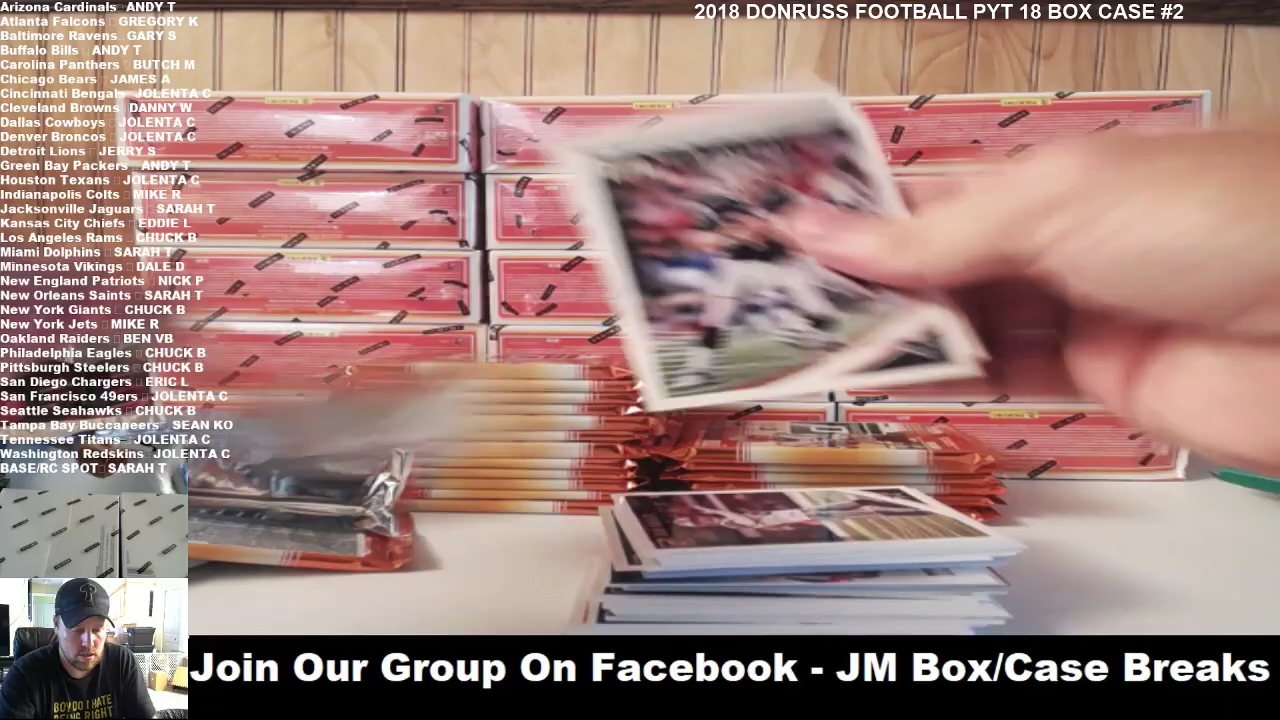 2018 DONRUSS FOOTBALL PYT 18 BOX CASE #2
Arizona Cardinals ANDY T
Atlanta Falcons GREGORY K
Baltimore Ravens GARY S
Buffalo Bills ANDY T
Carolina Panthers BUTCH M
Chicago Bears JAMES A
Cincinnati Bengals JOLENTA C
Cleveland Browns DANNY W
Dallas Cowboys JOLENTA C
Denver Broncos JOLENTA C
Detroit Lions JERRY S
Green Bay Packers ANDY T
Houston Texans JOLENTA C
Indianapolis Colts MIKE R
Jacksonville Jaguars SARAH T
Kansas City Chiefs EDDIE L
Los Angeles Rams CHUCK B
Miami Dolphins SARAH T
Minnesota Vikings DALE D
New England Patriots NICK P
New Orleans Saints SARAH T
New York Giants CHUCK B
New York Jets MIKE R
Oakland Raiders BEN VB
Philadelphia Eagles CHUCK B
Pittsburgh Steelers CHUCK B
San Diego Chargers ERIC L
San Francisco 49ers JOLENTA C
Seattle Seahawks CHUCK B
Tampa Bay Buccaneers SEAN KO
Tennessee Titans JOLENTA C
Washington Redskins JOLENTA C
BASE/RC SPOT SARAH T
BOY DO I HATE
BEING RIGHT
Join Our Group On Facebook - JM Box/Case Breaks